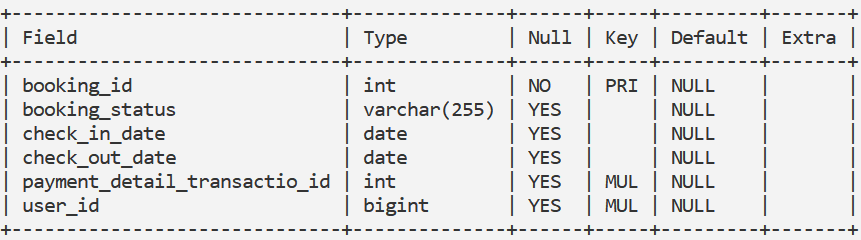 +-------------------------------+--------------+------+-----+---------+-------+
| Field                         | Type         | Null | Key | Default | Extra |
+-------------------------------+--------------+------+-----+---------+-------+
| booking_id                    | int          | NO   | PRI | NULL    |       |
| booking_status                | varchar(255) | YES  |     | NULL    |       |
| check_in_date                 | date         | YES  |     | NULL    |       |
| check_out_date                | date         | YES  |     | NULL    |       |
| payment_detail_transactio_id | int          | YES  | MUL | NULL    |       |
| user_id                       | bigint       | YES  | MUL | NULL    |       |
+-------------------------------+--------------+------+-----+---------+-------+